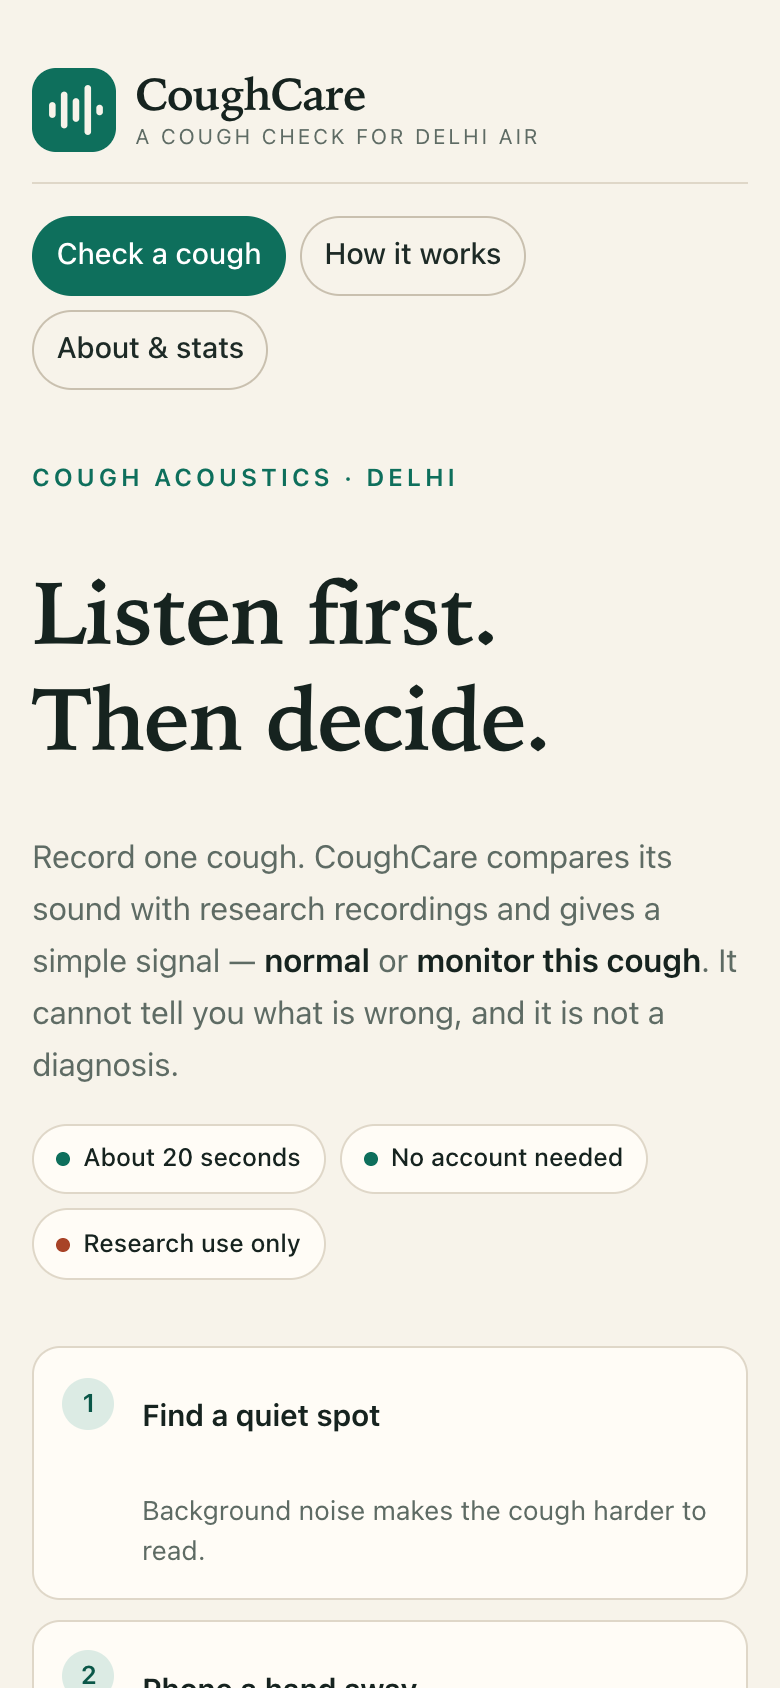 CoughCare
A COUGH CHECK FOR DELHI AIR
Check a cough
How it works
About & stats
COUGH ACOUSTICS · DELHI
Listen first.
Then decide.
Record one cough. CoughCare compares its
sound with research recordings and gives a
simple signal — normal or monitor this cough. It
cannot tell you what is wrong, and it is not a
diagnosis.
About 20 seconds
No account needed
Research use only
1
Find a quiet spot
Background noise makes the cough harder to
read.
2
Phone a hand away